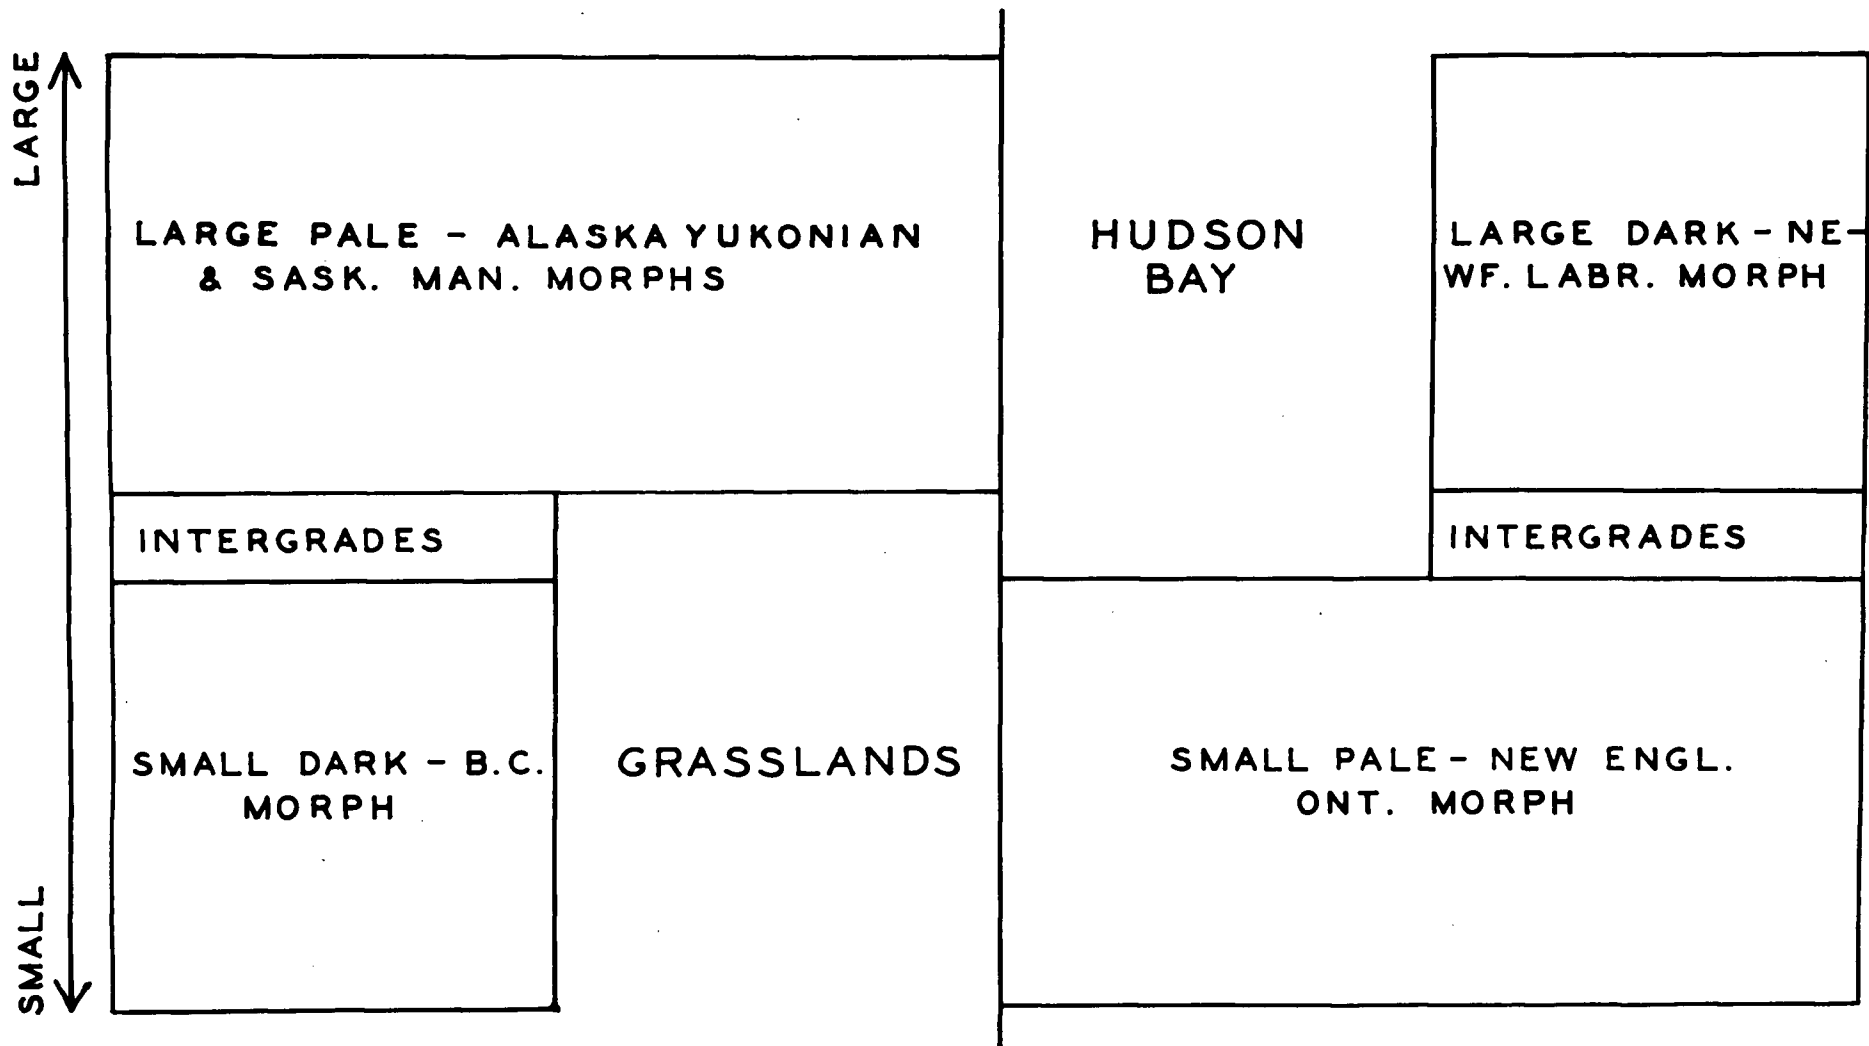 LARGE
SMALL
LARGE PALE - ALASKA YUKONIAN
& SASK. MAN. MORPHS
HUDSON
BAY
LARGE DARK - NE-
WF. LABR. MORPH
INTERGRADES
INTERGRADES
SMALL DARK - B.C.
MORPH
GRASSLANDS
SMALL PALE - NEW ENGL.
ONT. MORPH